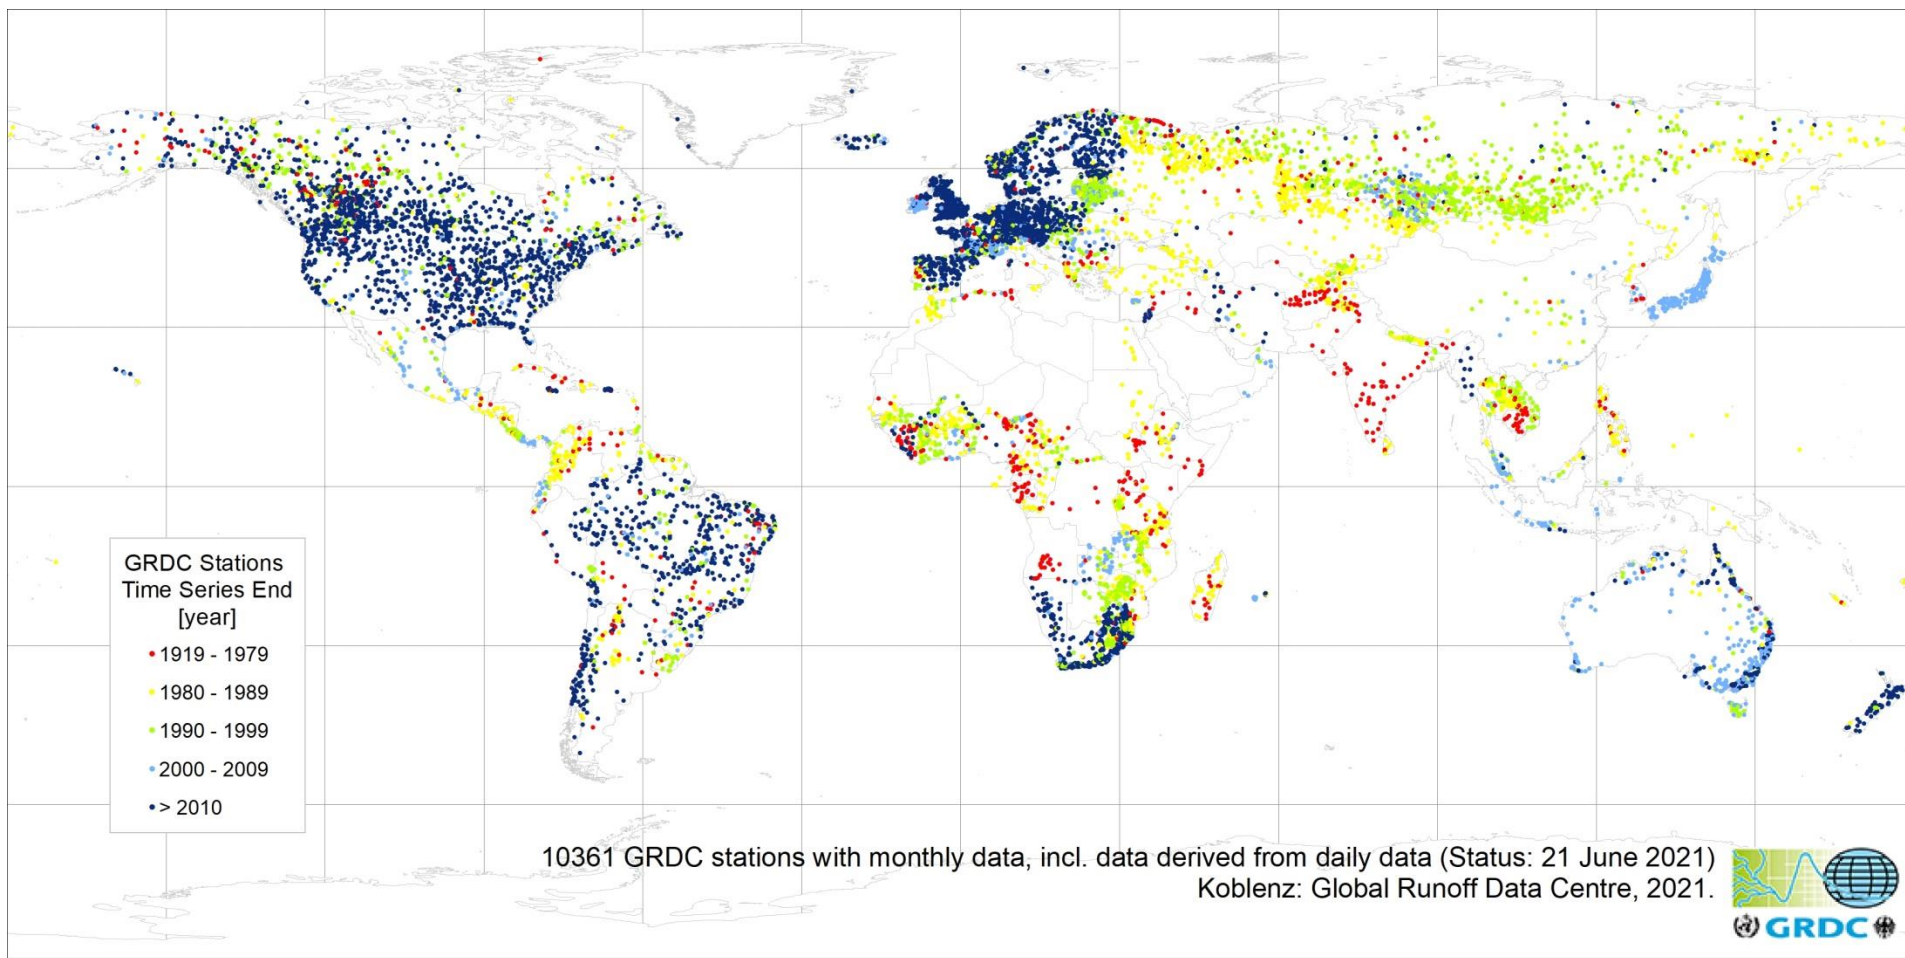 GRDC Stations
Time Series End
[year]
1919 - 1979
1980 - 1989
1990 - 1999
2000 - 2009
> 2010
10361 GRDC stations with monthly data, incl. data derived from daily data (Status: 21 June 2021)
Koblenz: Global Runoff Data Centre, 2021.
GRDC